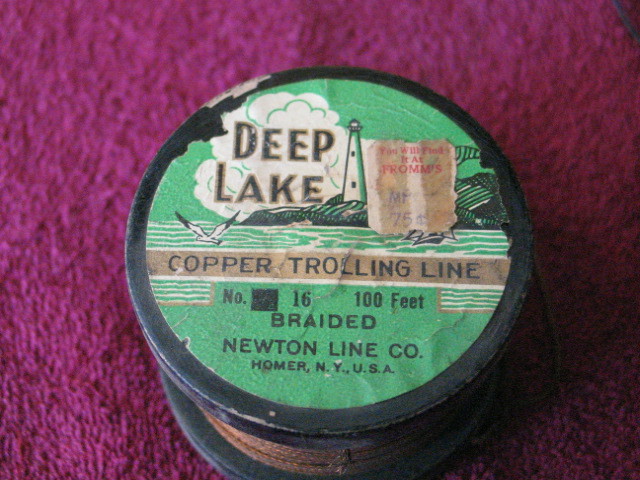 DEEP
LAKE
You Will Find
It At
FROMM'S
75¢
COPPER TROLLING LINE
No. 16 100 Feet
BRAIDED
NEWTON LINE CO.
HOMER, N.Y., U.S.A.